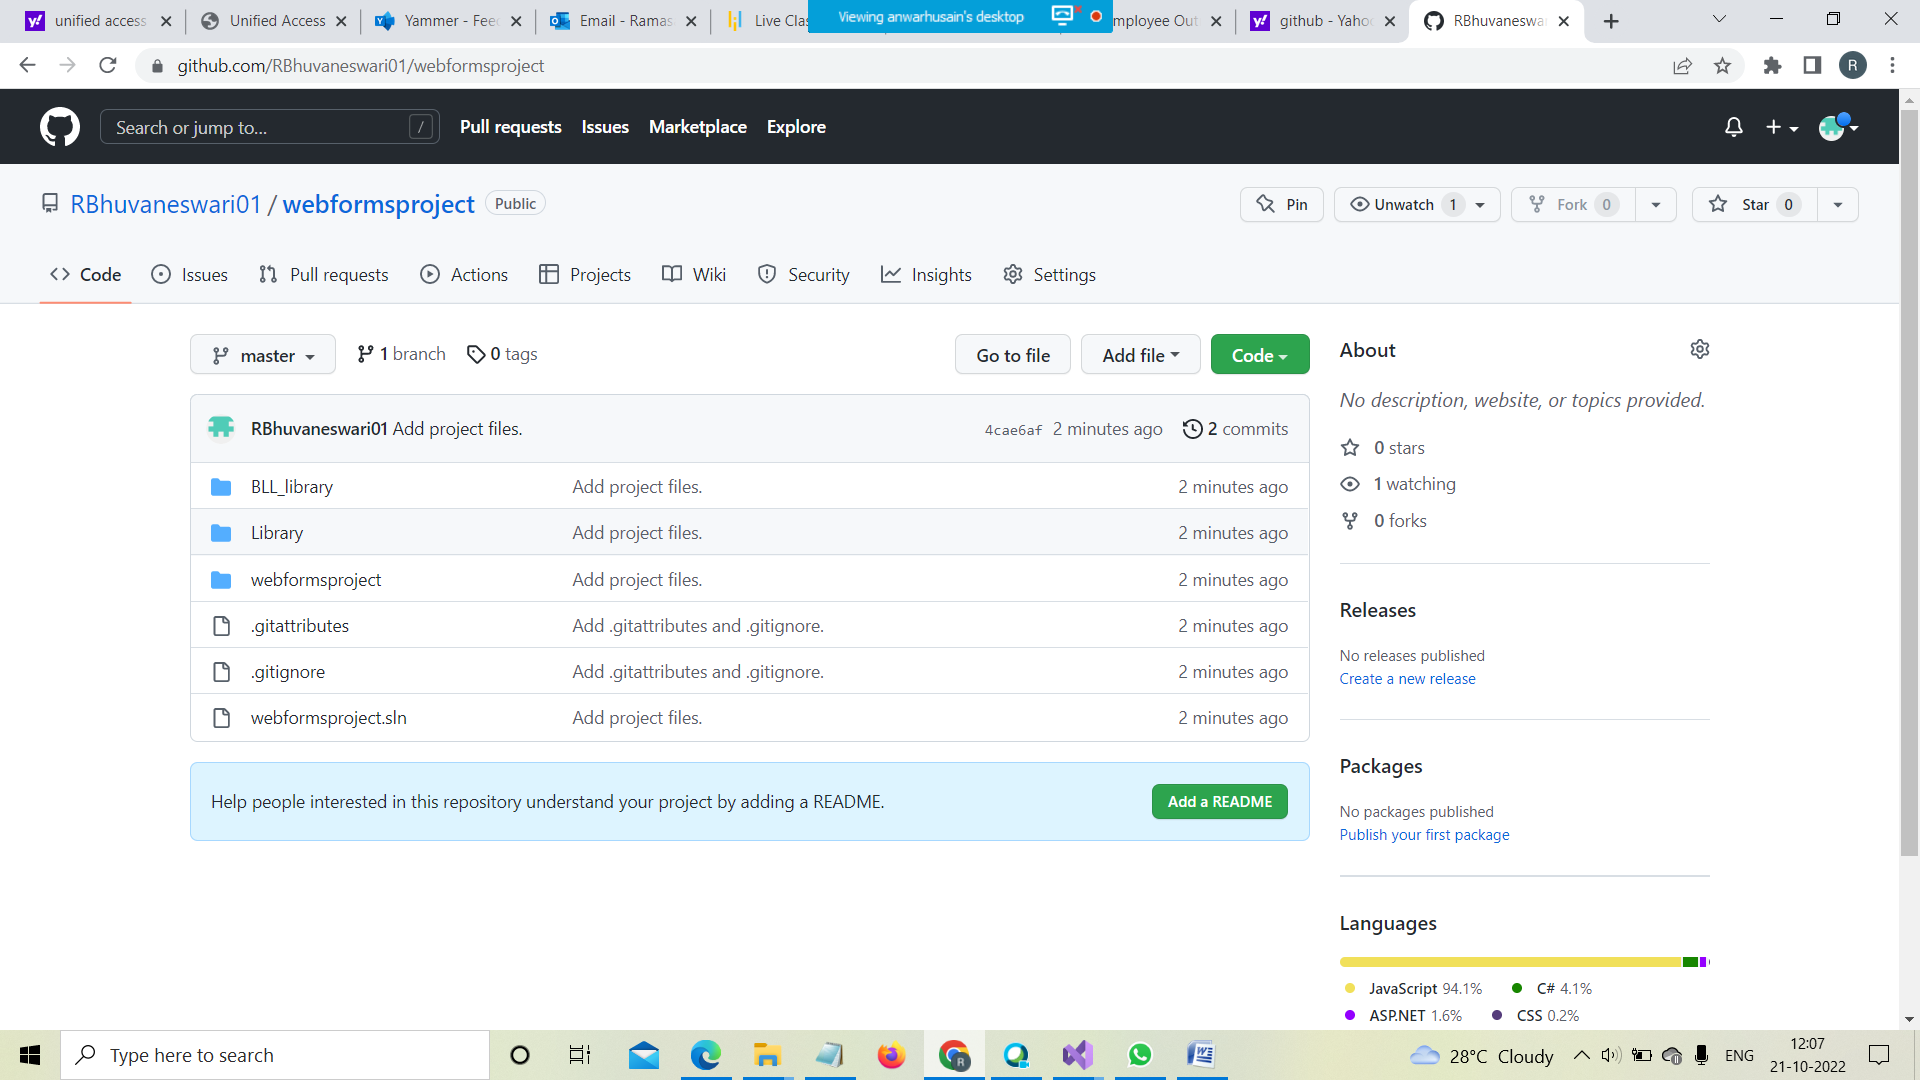 unified access
Unified Access
Yammer - Fee
Email - Ramas
Live Cla
Viewing anwarhusain's desktop
mployee Out
github - Yaho
RBhuvaneswa
github.com/RBhuvaneswari01/webformsproject
R
Search or jump to...
/
Pull requests
Issues
Marketplace
Explore
RBhuvaneswari01 / webformsproject
Public
Pin
Unwatch 1
Fork 0
Star 0
Code
Issues
Pull requests
Actions
Projects
Wiki
Security
Insights
Settings
master
1 branch
0 tags
Go to file
Add file
Code
RBhuvaneswari01 Add project files.
4cae6af 2 minutes ago
2 commits
BLL_library Add project files. 2 minutes ago
Library Add project files. 2 minutes ago
webformsproject Add project files. 2 minutes ago
.gitattributes Add .gitattributes and .gitignore. 2 minutes ago
.gitignore Add .gitattributes and .gitignore. 2 minutes ago
webformsproject.sln Add project files. 2 minutes ago
Help people interested in this repository understand your project by adding a README.
Add a README
About
No description, website, or topics provided.
0 stars
1 watching
0 forks
Releases
No releases published
Create a new release
Packages
No packages published
Publish your first package
Languages
JavaScript 94.1%
C# 4.1%
ASP.NET 1.6%
CSS 0.2%
Type here to search
28°C Cloudy
ENG
12:07
21-10-2022